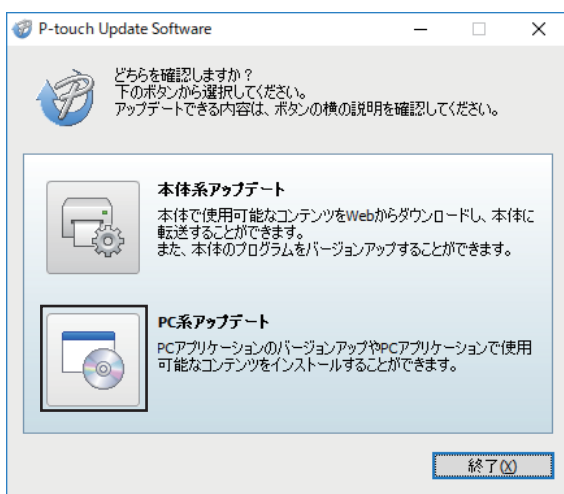 P-touch Update Software
どちらを確認しますか？
下のボタンから選択してください。
アップデートできる内容は、ボタンの横の説明を確認してください。
本体系アップデート
本体で使用可能なコンテンツをWebからダウンロードし、本体に
転送することができます。
また、本体のプログラムをバージョンアップすることができます。
PC系アップデート
PCアプリケーションのバージョンアップやPCアプリケーションで使用
可能なコンテンツをインストールすることができます。
終了(X)